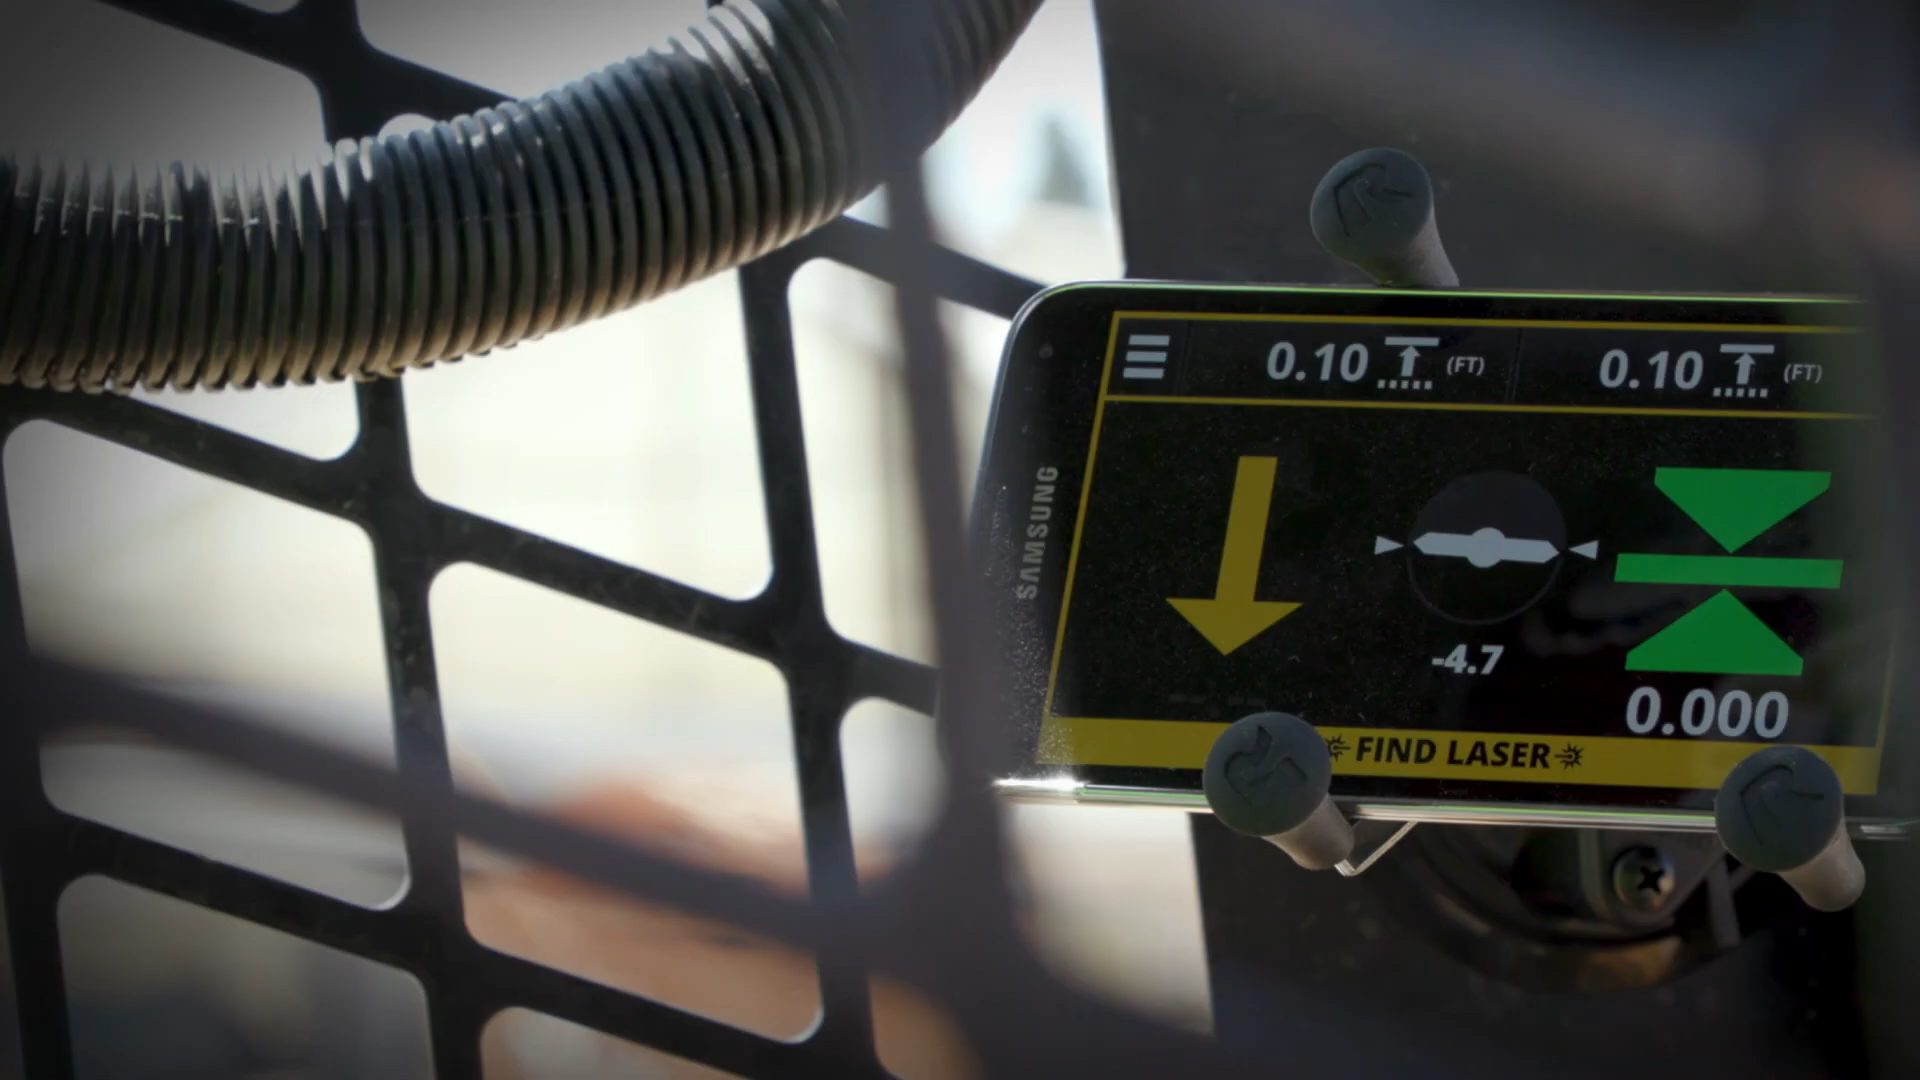 0.10 (FT) 0.10 (FT)
SAMSUNG
-4.7
0.000
FIND LASER